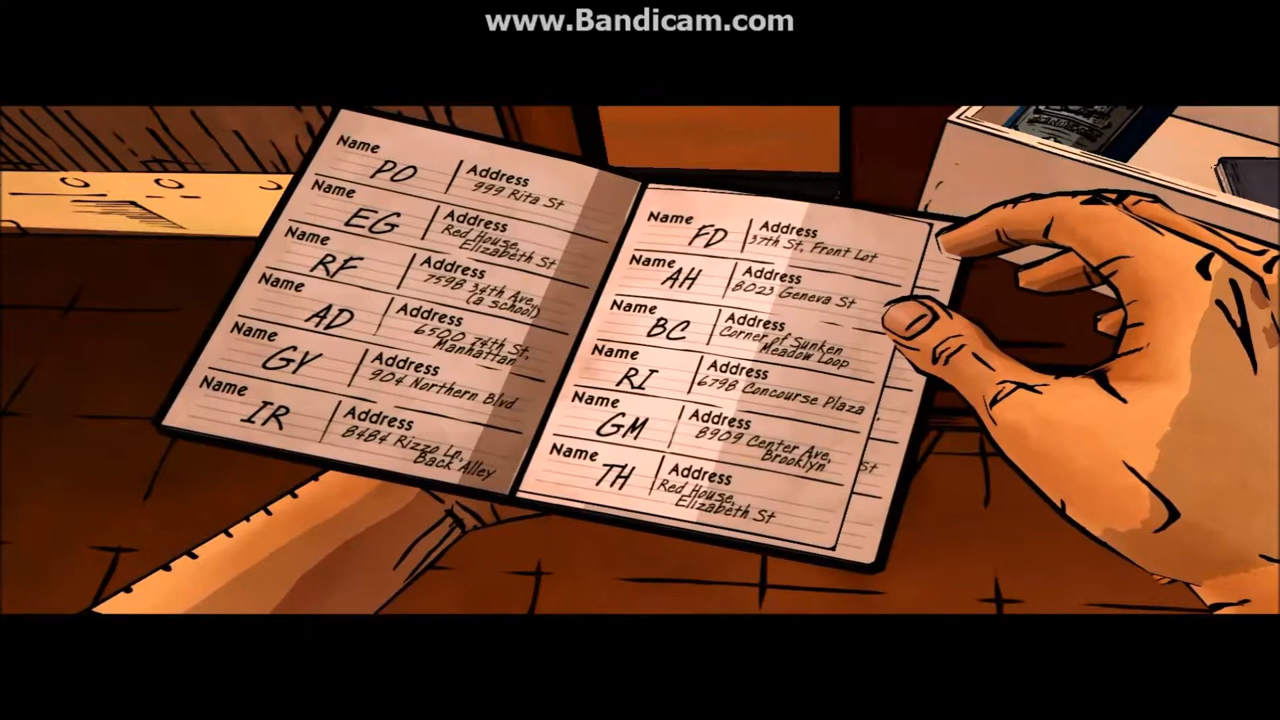 www.Bandicam.com
Name PO
Address
999 Rita St
Name EG
Address
Red House,
Elizabeth St
Name RF
Address
759B 34th Ave,
(a school)
Name AD
Address
6500 74th St,
Manhattan
Name GY
Address
904 Northern Blvd
Name IR
Address
8484 Rizzo Ln,
Back Alley
Name FD
Address
37th St, Front Lot
Name AH
Address
8023 Geneva St
Name BC
Address
Corner of Sunken
Meadow Loop
Name RI
Address
679B Concourse Plaza
Name GM
Address
8909 Center Ave,
Brooklyn
Name TH
Address
Red House,
Elizabeth St
St